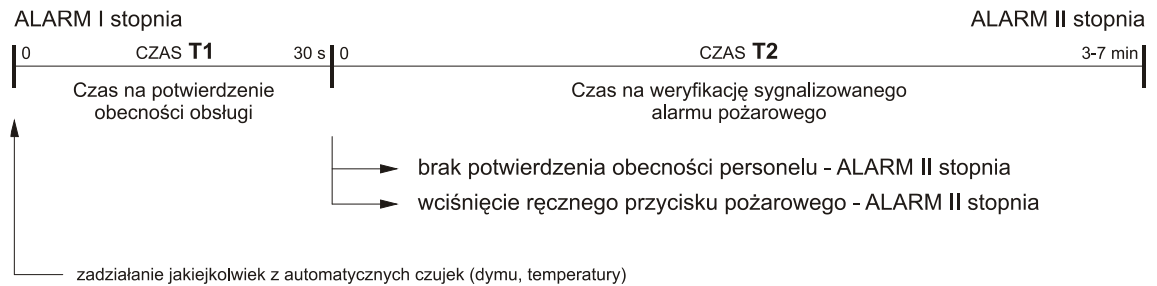 ALARM I stopnia
ALARM II stopnia
0 CZAS T1 30 s 0 CZAS T2 3-7 min
Czas na potwierdzenie
obecności obsługi
Czas na weryfikację sygnalizowanego
alarmu pożarowego
brak potwierdzenia obecności personelu - ALARM II stopnia
wciśnięcie ręcznego przycisku pożarowego - ALARM II stopnia
zadziałanie jakiejkolwiek z automatycznych czujek (dymu, temperatury)